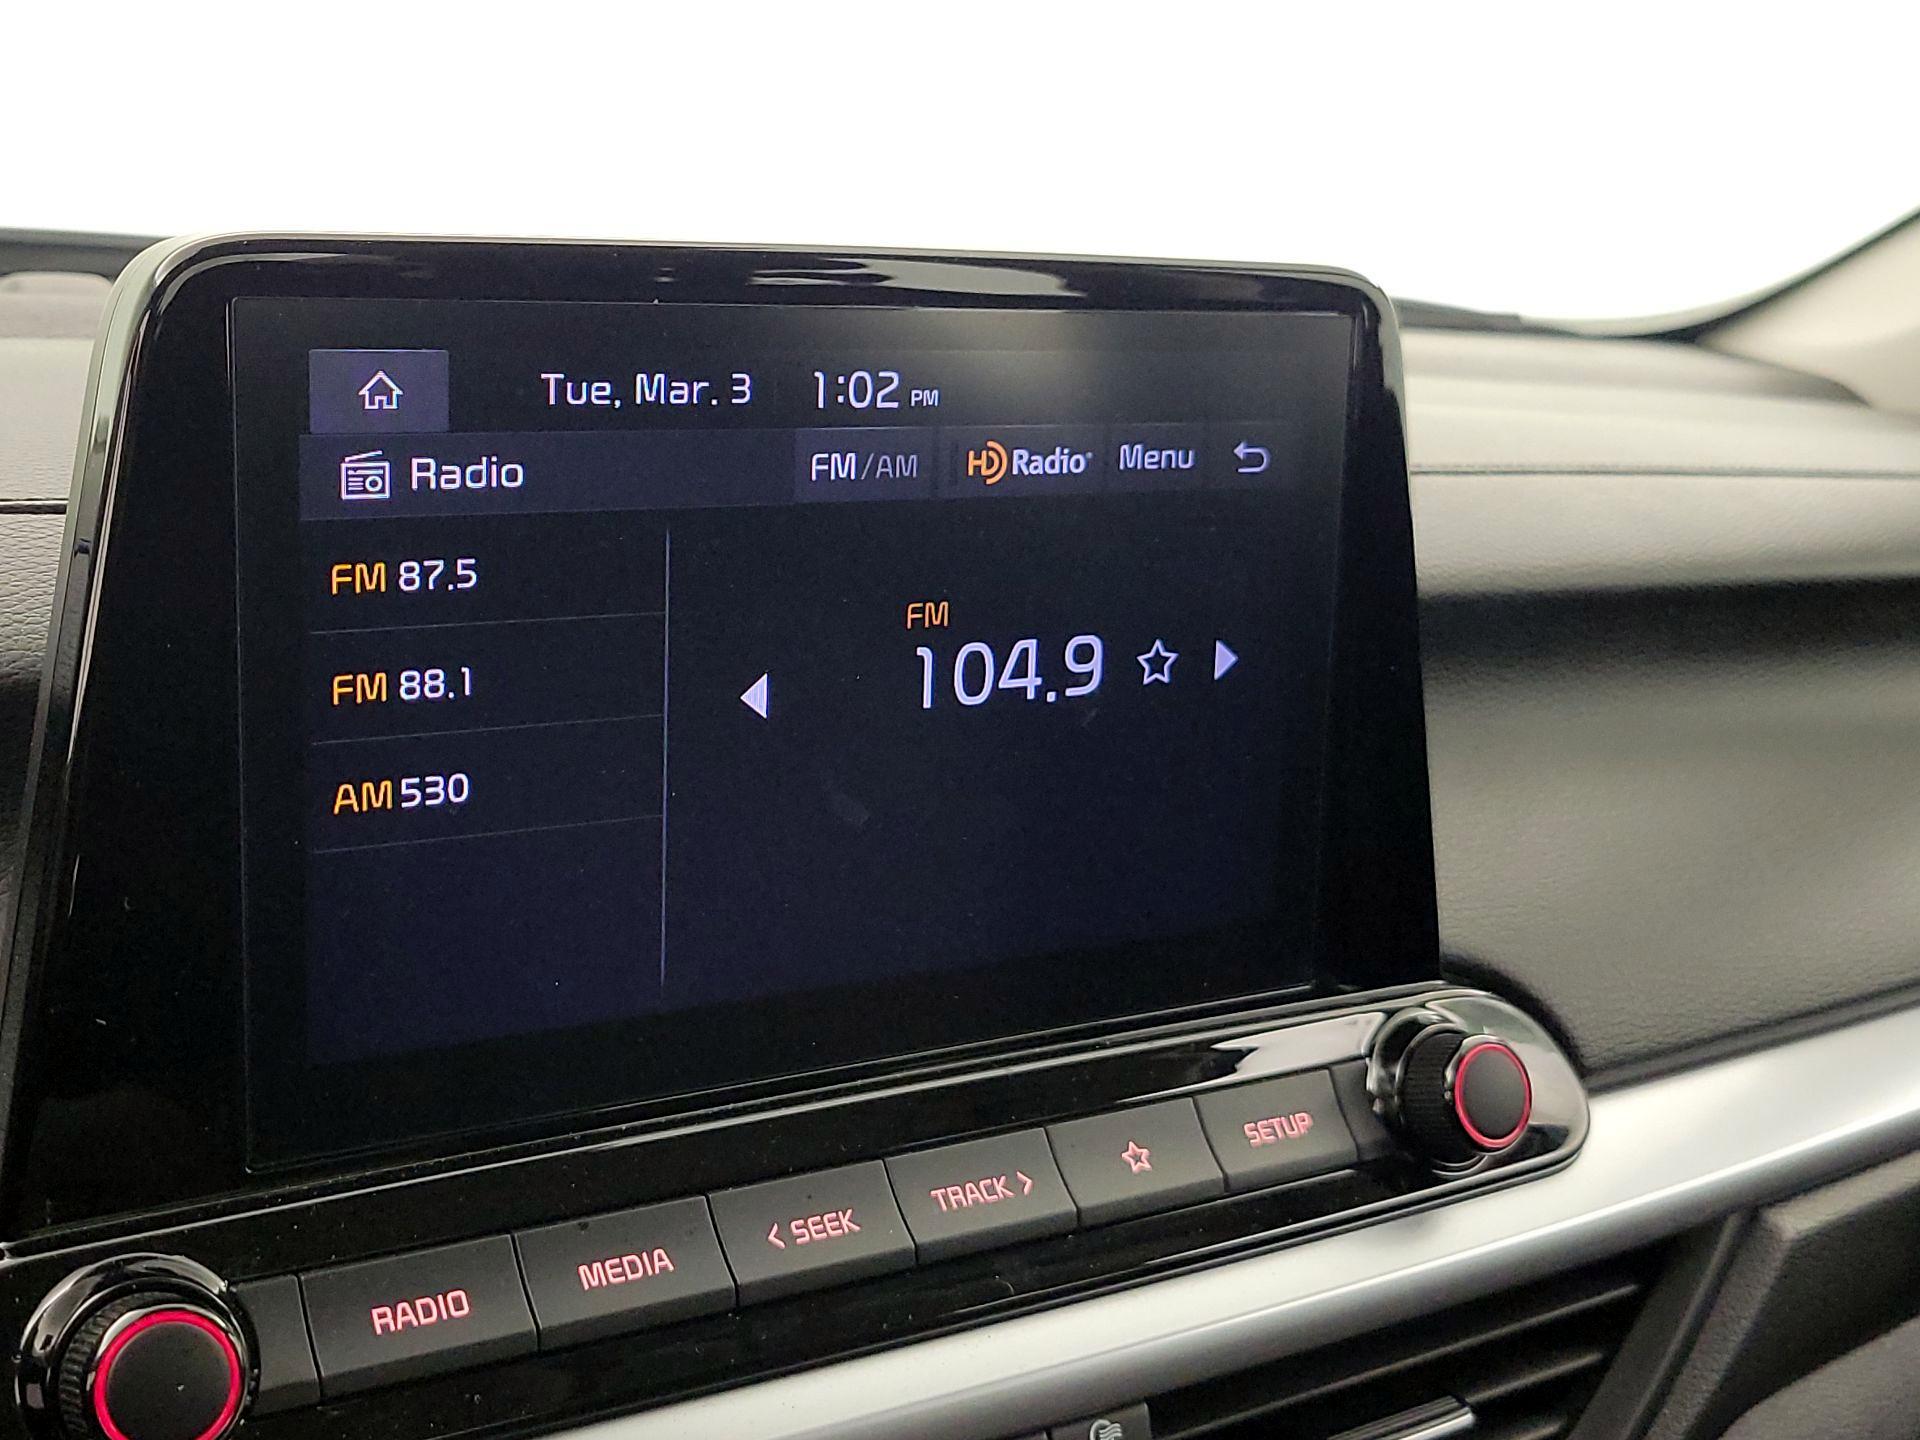 Tue, Mar. 3 1:02 PM
Radio FM/AM HD Radio Menu
FM 87.5
FM 88.1
AM 530
FM
104.9
RADIO MEDIA < SEEK TRACK > SETUP